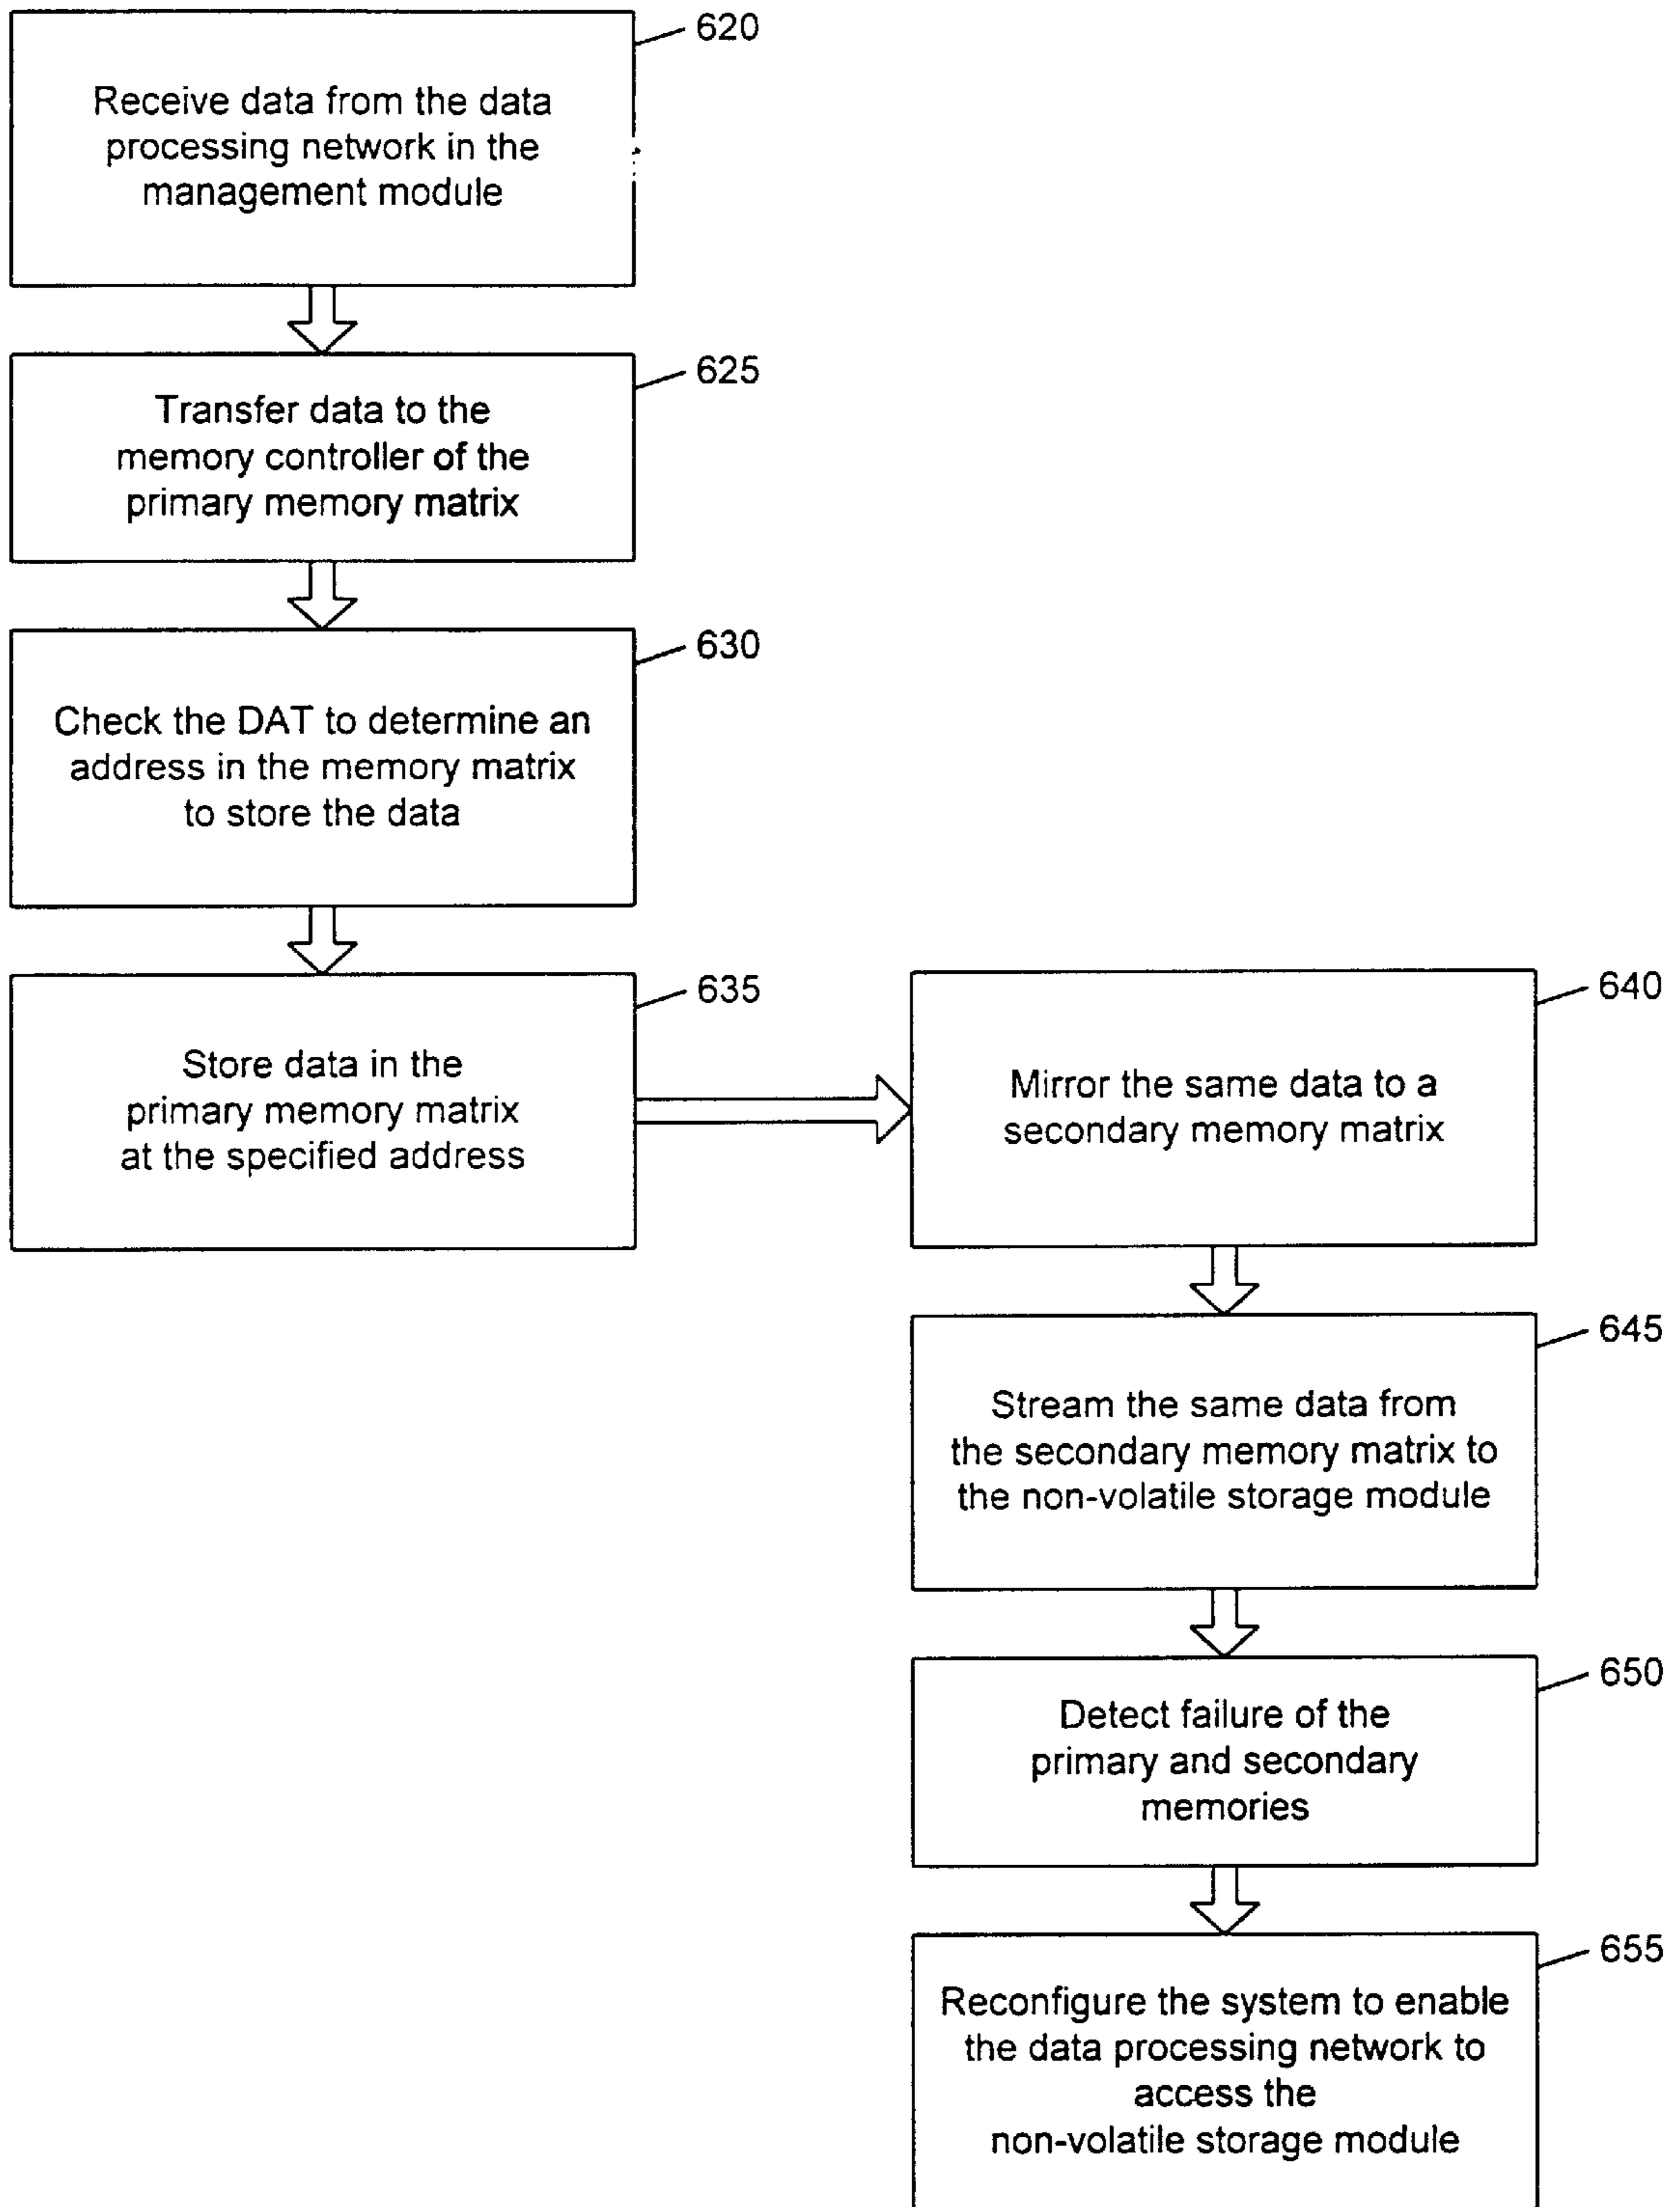 620
Receive data from the data
processing network in the
management module
625
Transfer data to the
memory controller of the
primary memory matrix
630
Check the DAT to determine an
address in the memory matrix
to store the data
635
Store data in the
primary memory matrix
at the specified address
640
Mirror the same data to a
secondary memory matrix
645
Stream the same data from
the secondary memory matrix to
the non-volatile storage module
650
Detect failure of the
primary and secondary
memories
655
Reconfigure the system to enable
the data processing network to
access the
non-volatile storage module